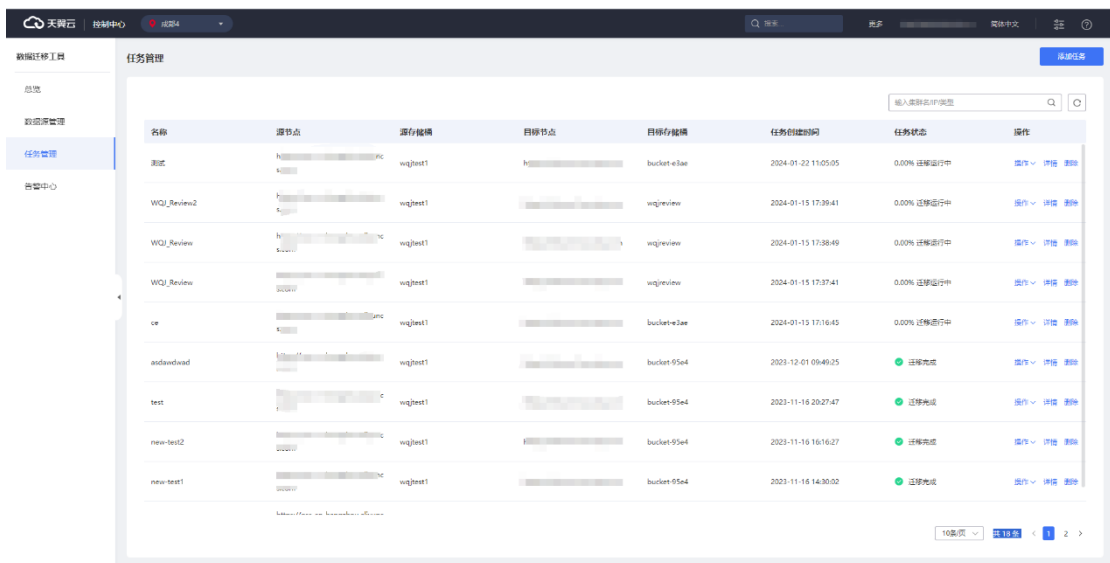 天翼云 控制中心 成都4 搜索 更多 简体中文
数据迁移工具
总览
数据源管理
任务管理
告警中心
任务管理 添加任务
输入集群名/IP/类型
名称 源节点 源存储桶 目标节点 目标存储桶 任务创建时间 任务状态 操作
测试 wqjtest1 bucket-e3ae 2024-01-22 11:05:05 0.00% 迁移运行中 操作 详情 删除
WQJ_Review2 wqjtest1 wqjreview 2024-01-15 17:39:41 0.00% 迁移运行中 操作 详情 删除
WQJ_Review wqjtest1 wqjreview 2024-01-15 17:38:49 0.00% 迁移运行中 操作 详情 删除
WQJ_Review wqjtest1 wqjreview 2024-01-15 17:37:41 0.00% 迁移运行中 操作 详情 删除
ce wqjtest1 bucket-e3ae 2024-01-15 17:16:45 0.00% 迁移运行中 操作 详情 删除
asdawdwad wqjtest1 bucket-95e4 2023-12-01 09:49:25 迁移完成 操作 详情 删除
test wqjtest1 bucket-95e4 2023-11-16 20:27:47 迁移完成 操作 详情 删除
new-test2 wqjtest1 bucket-95e4 2023-11-16 16:16:27 迁移完成 操作 详情 删除
new-test1 wqjtest1 bucket-95e4 2023-11-16 14:30:02 迁移完成 操作 详情 删除
10条/页 共 18 条 1 2